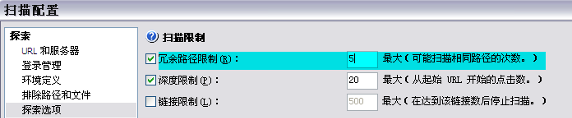 扫描配置
探索
URL 和服务器
登录管理
环境定义
排除路径和文件
探索选项
扫描限制
冗余路径限制(R): 5 最大(可能扫描相同路径的次数。)
深度限制(P): 20 最大(从起始 URL 开始的点击数。)
链接限制(L): 500 最大(在达到该链接数后停止扫描。)